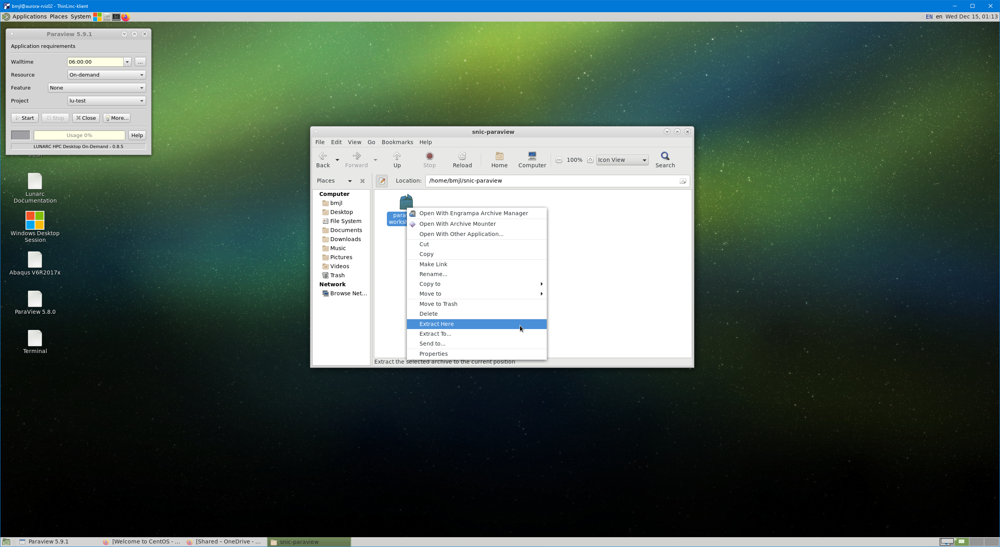 bmjl@aurora-rviz02 - ThinLinc-klient
Applications Places System
EN en Wed Dec 15, 01:13
Paraview 5.9.1
Application requirements
Walltime 06:00:00 ...
Resource On-demand
Feature None
Project lu-test
Start Stop Close More...
Usage 0% Help
LUNARC HPC Desktop On-Demand - 0.8.5
Trash
Lunarc
Documentation
Windows Desktop
Session
Abaqus V6R2017x
ParaView 5.8.0
Terminal
snic-paraview
File Edit View Go Bookmarks Help
Back Forward Up Stop Reload Home Computer 100% Icon View Search
Places Location: /home/bmjl/snic-paraview
Computer
bmjl
Desktop
File System
Documents
Downloads
Music
Pictures
Videos
Trash
Network
Browse Net...
Open With Engrampa Archive Manager
Open With Archive Mounter
Open With Other Application...
Cut
Copy
Make Link
Rename...
Copy to
Move to
Move to Trash
Delete
Extract Here
Extract To...
Send to...
Properties
Extract the selected archive to the current position
Paraview 5.9.1 [Welcome to CentOS - ... [Shared – OneDrive - ... snic-paraview